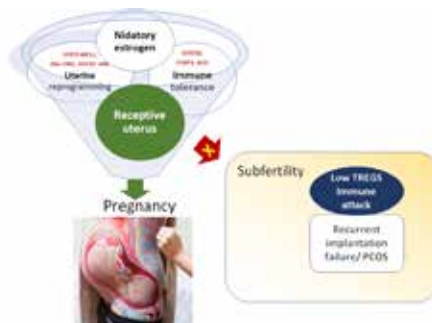 Nidatory
estrogen
Uterine
reprogramming
Immune
tolerance
Receptive
uterus
Pregnancy
Subfertility
Low TREGS
Immune
attack
Recurrent
implantation
failure/ PCOS